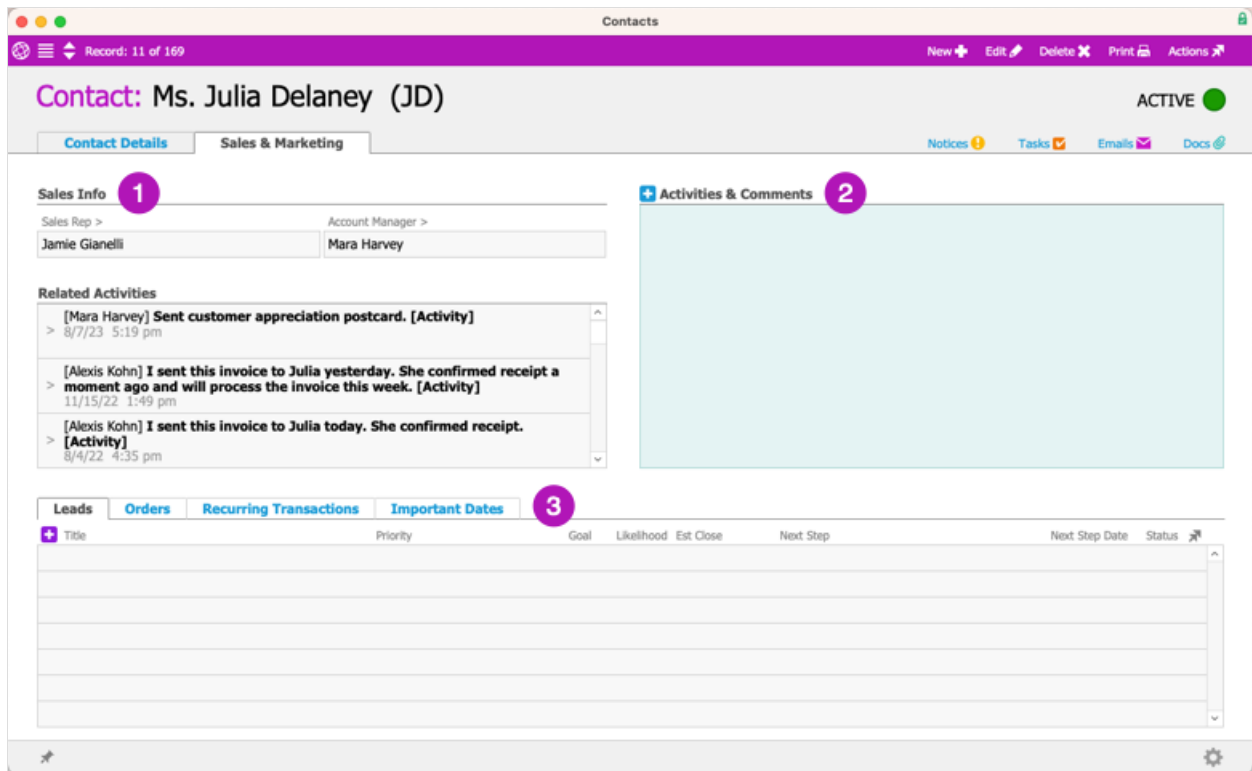 Contacts
Record: 11 of 169
New Edit Delete Print Actions
Contact: Ms. Julia Delaney (JD)
ACTIVE
Contact Details Sales & Marketing
Notices Tasks Emails Docs
Sales Info 1
Activities & Comments 2
Sales Rep > Account Manager >
Jamie Gianelli Mara Harvey
Related Activities
[Mara Harvey] Sent customer appreciation postcard. [Activity]
> 8/7/23 5:19 pm
[Alexis Kohn] I sent this invoice to Julia yesterday. She confirmed receipt a
> moment ago and will process the invoice this week. [Activity]
11/15/22 1:49 pm
[Alexis Kohn] I sent this invoice to Julia today. She confirmed receipt.
> [Activity]
8/4/22 4:35 pm
Leads Orders Recurring Transactions Important Dates 3
Title Priority Goal Likelihood Est Close Next Step Next Step Date Status